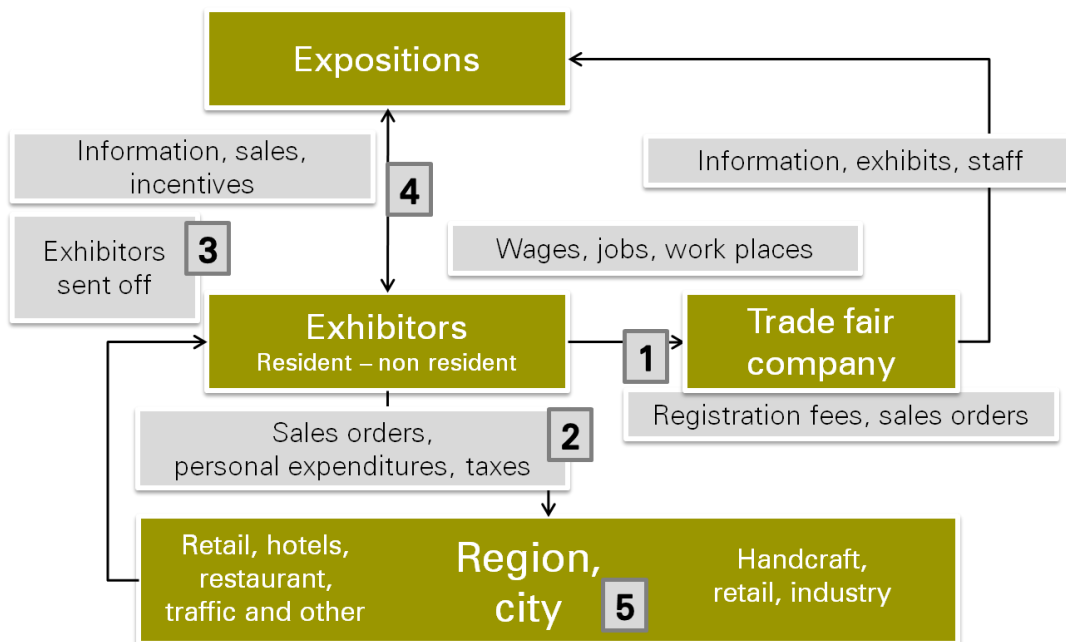 Expositions
Information, sales,
incentives
Information, exhibits, staff
4
Exhibitors
sent off
3
Wages, jobs, work places
Exhibitors
Resident – non resident
1
Trade fair
company
Registration fees, sales orders
Sales orders,
personal expenditures, taxes
2
Retail, hotels,
restaurant,
traffic and other
Region,
city
5
Handcraft,
retail, industry